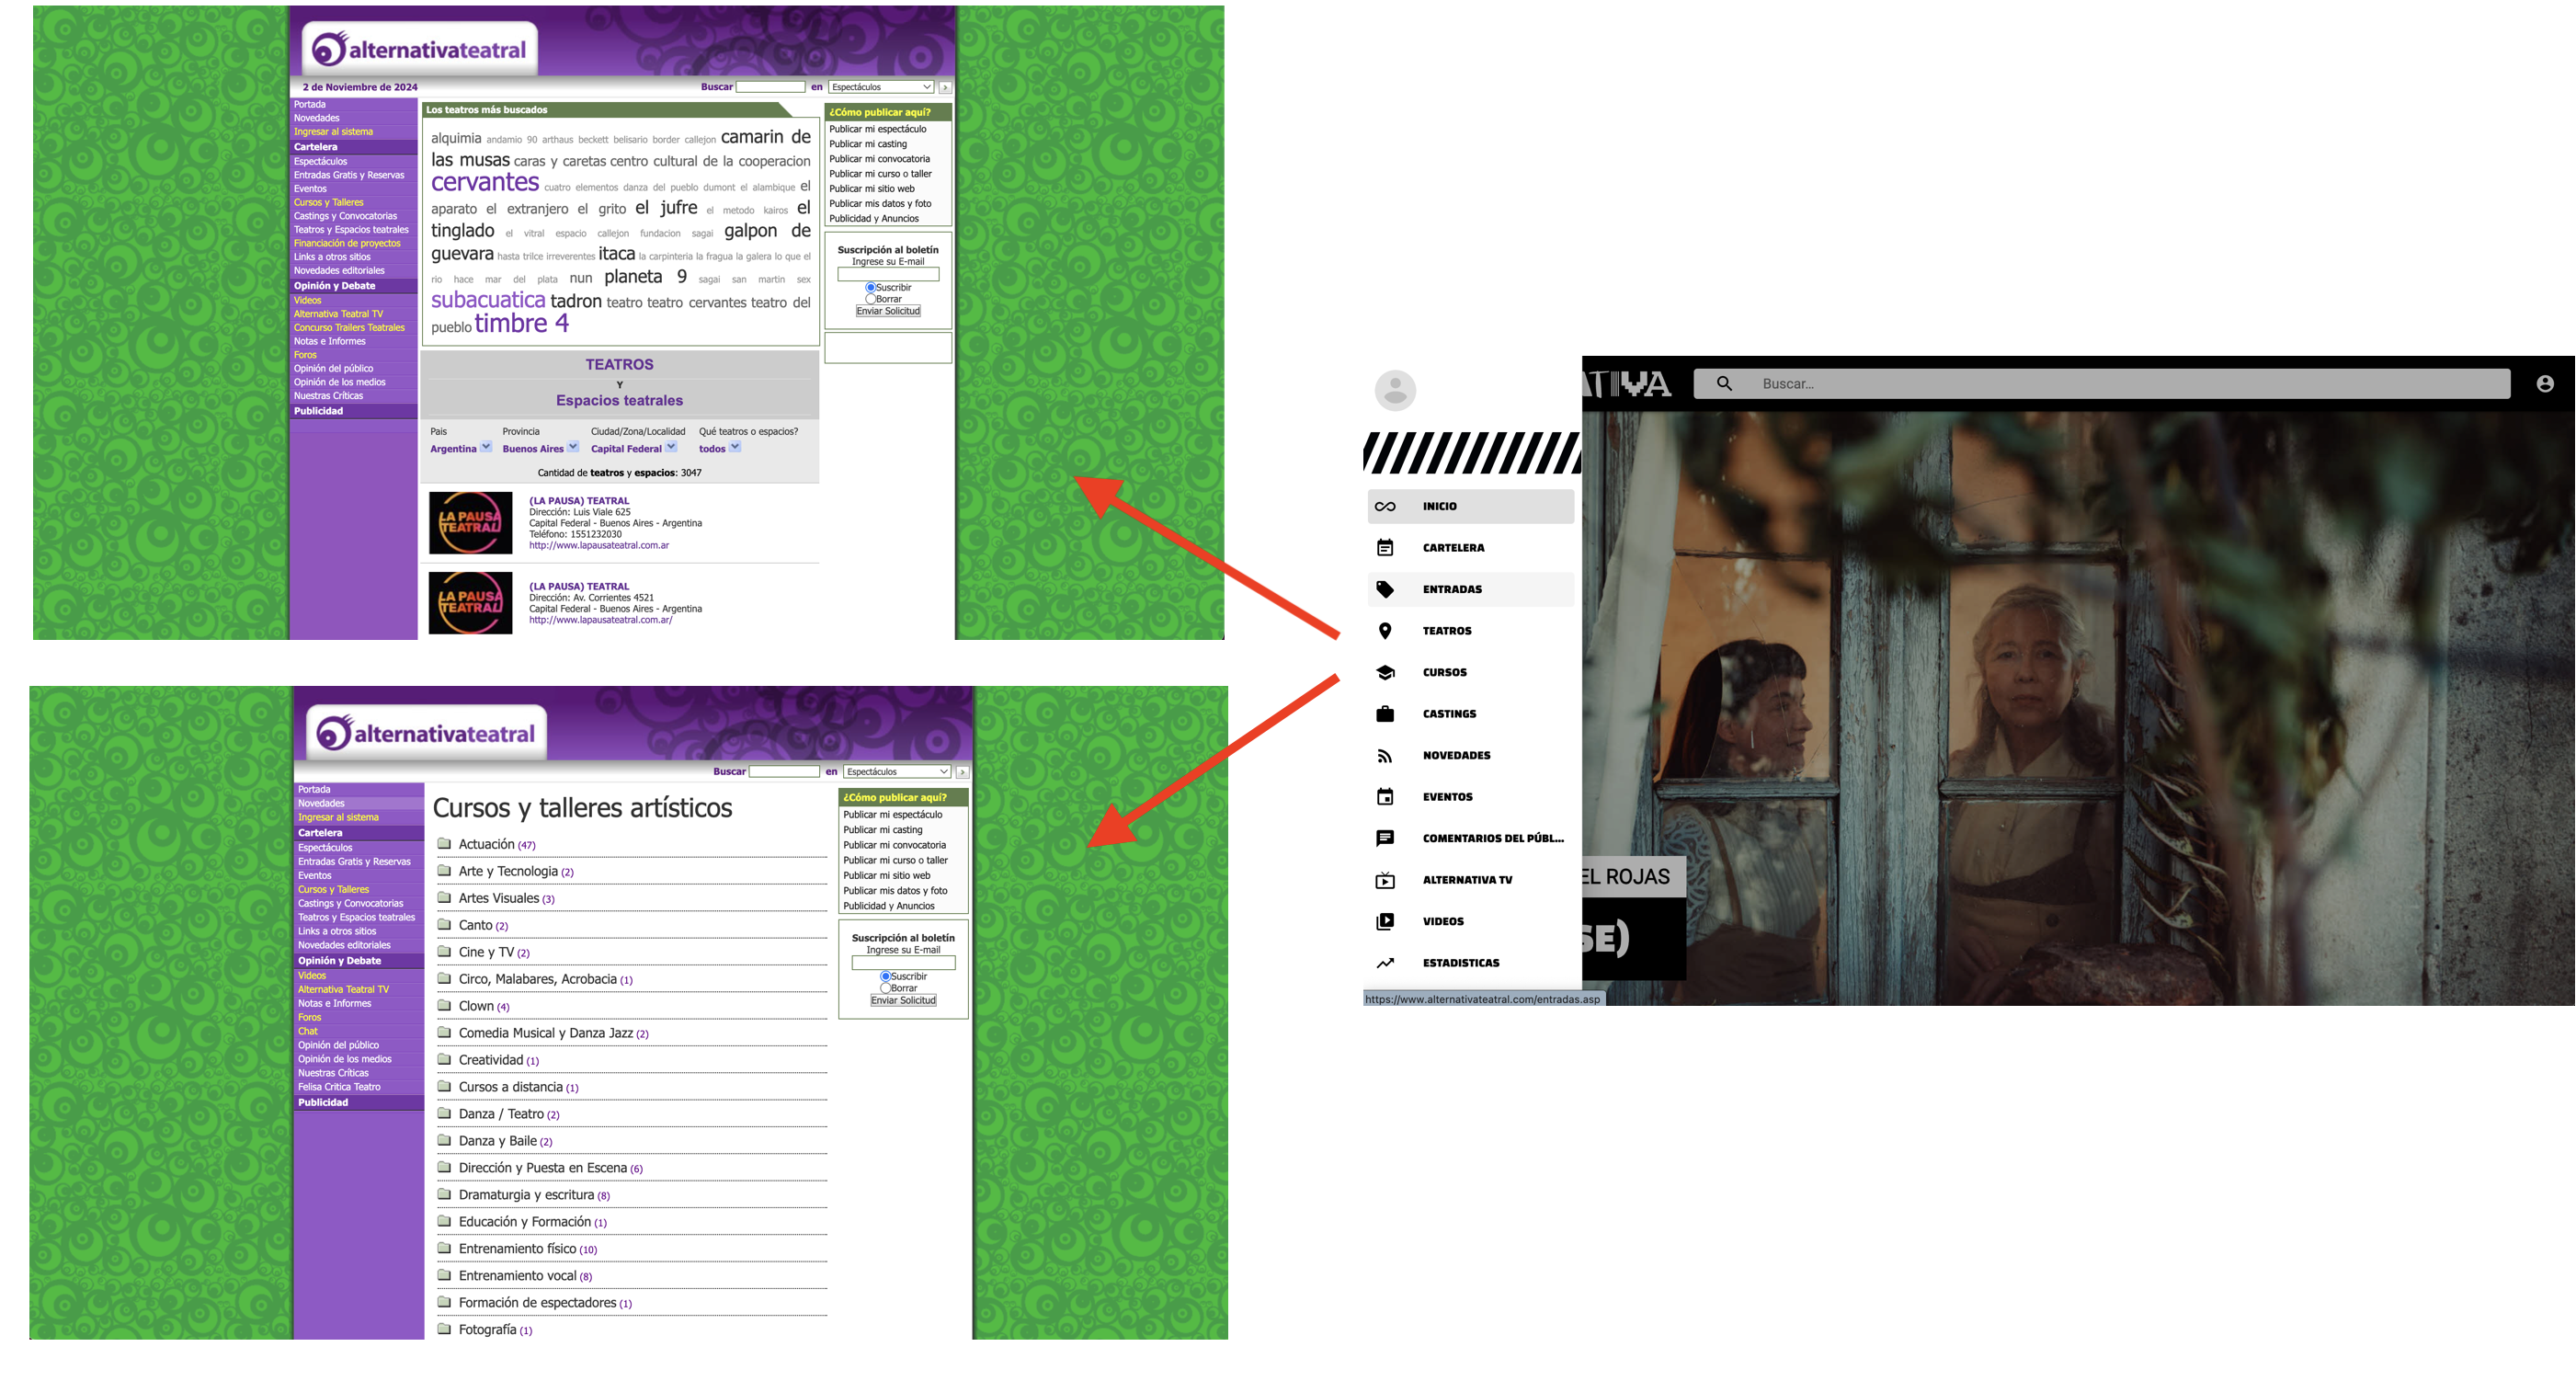 alternativateatral
2 de Noviembre de 2024
Buscar en Espectáculos
Portada
Novedades
Ingresar al sistema
Cartelera
Espectáculos
Entradas Gratis y Reservas
Eventos
Cursos y Talleres
Castings y Convocatorias
Teatros y Espacios teatrales
Financiación de proyectos
Links a otros sitios
Novedades editoriales
Opinión y Debate
Videos
Alternativa Teatral TV
Concurso Trailers Teatrales
Notas e Informes
Foros
Opinión del público
Opinión de los medios
Nuestras Críticas
Publicidad
Los teatros más buscados
alquimia andamio 90 arthaus beckett belisario border callejon camarin de
las musas caras y caretas centro cultural de la cooperacion
cervantes cuatro elementos danza del pueblo dumont el alambique el
aparato el extranjero el grito el jufre el metodo kairos el
tinglado el vitral espacio callejon fundacion sagai galpon de
guevara hasta trilce irreverentes itaca la carpinteria la fragua la galera lo que el
rio hace mar del plata nun planeta 9 sagai san martin sex
subacuatica tadron teatro teatro cervantes teatro del
pueblo timbre 4
TEATROS
Y
Espacios teatrales
Pais Provincia Ciudad/Zona/Localidad Qué teatros o espacios?
Argentina Buenos Aires Capital Federal todos
Cantidad de teatros y espacios: 3047
LA PAUSA
TEATRAL
(LA PAUSA) TEATRAL
Dirección: Luis Viale 625
Capital Federal - Buenos Aires - Argentina
Teléfono: 1551232030
http://www.lapausateatral.com.ar
LA PAUSA
TEATRAL
(LA PAUSA) TEATRAL
Dirección: Av. Corrientes 4521
Capital Federal - Buenos Aires - Argentina
http://www.lapausateatral.com.ar/
¿Cómo publicar aquí?
Publicar mi espectáculo
Publicar mi casting
Publicar mi convocatoria
Publicar mi curso o taller
Publicar mi sitio web
Publicar mis datos y foto
Publicidad y Anuncios
Suscripción al boletín
Ingrese su E-mail
Suscribir
Borrar
Enviar Solicitud
alternativateatral
Buscar en Espectáculos
Portada
Novedades
Ingresar al sistema
Cartelera
Espectáculos
Entradas Gratis y Reservas
Eventos
Cursos y Talleres
Castings y Convocatorias
Teatros y Espacios teatrales
Links a otros sitios
Novedades editoriales
Opinión y Debate
Videos
Alternativa Teatral TV
Notas e Informes
Foros
Chat
Opinión del público
Opinión de los medios
Nuestras Críticas
Felisa Critica Teatro
Publicidad
Cursos y talleres artísticos
Actuación (47)
Arte y Tecnologia (2)
Artes Visuales (3)
Canto (2)
Cine y TV (2)
Circo, Malabares, Acrobacia (1)
Clown (4)
Comedia Musical y Danza Jazz (2)
Creatividad (1)
Cursos a distancia (1)
Danza / Teatro (2)
Danza y Baile (2)
Dirección y Puesta en Escena (6)
Dramaturgia y escritura (8)
Educación y Formación (1)
Entrenamiento físico (10)
Entrenamiento vocal (8)
Formación de espectadores (1)
Fotografía (1)
¿Cómo publicar aquí?
Publicar mi espectáculo
Publicar mi casting
Publicar mi convocatoria
Publicar mi curso o taller
Publicar mi sitio web
Publicar mis datos y foto
Publicidad y Anuncios
Suscripción al boletín
Ingrese su E-mail
Suscribir
Borrar
Enviar Solicitud
ATIVA
Buscar...
INICIO
CARTELERA
ENTRADAS
TEATROS
CURSOS
CASTINGS
NOVEDADES
EVENTOS
COMENTARIOS DEL PÚBL...
ALTERNATIVA TV
VIDEOS
ESTADISTICAS
EL ROJAS
SE)
https://www.alternativateatral.com/entradas.asp